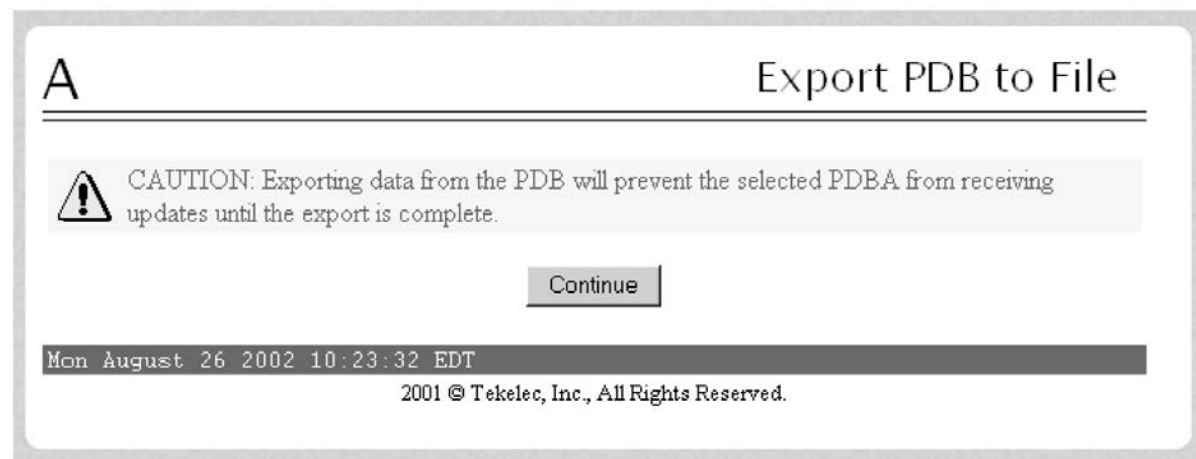 A
Export PDB to File
CAUTION: Exporting data from the PDB will prevent the selected PDBA from receiving
updates until the export is complete.
Continue
Mon August 26 2002 10:23:32 EDT
2001 © Tekelec, Inc., All Rights Reserved.